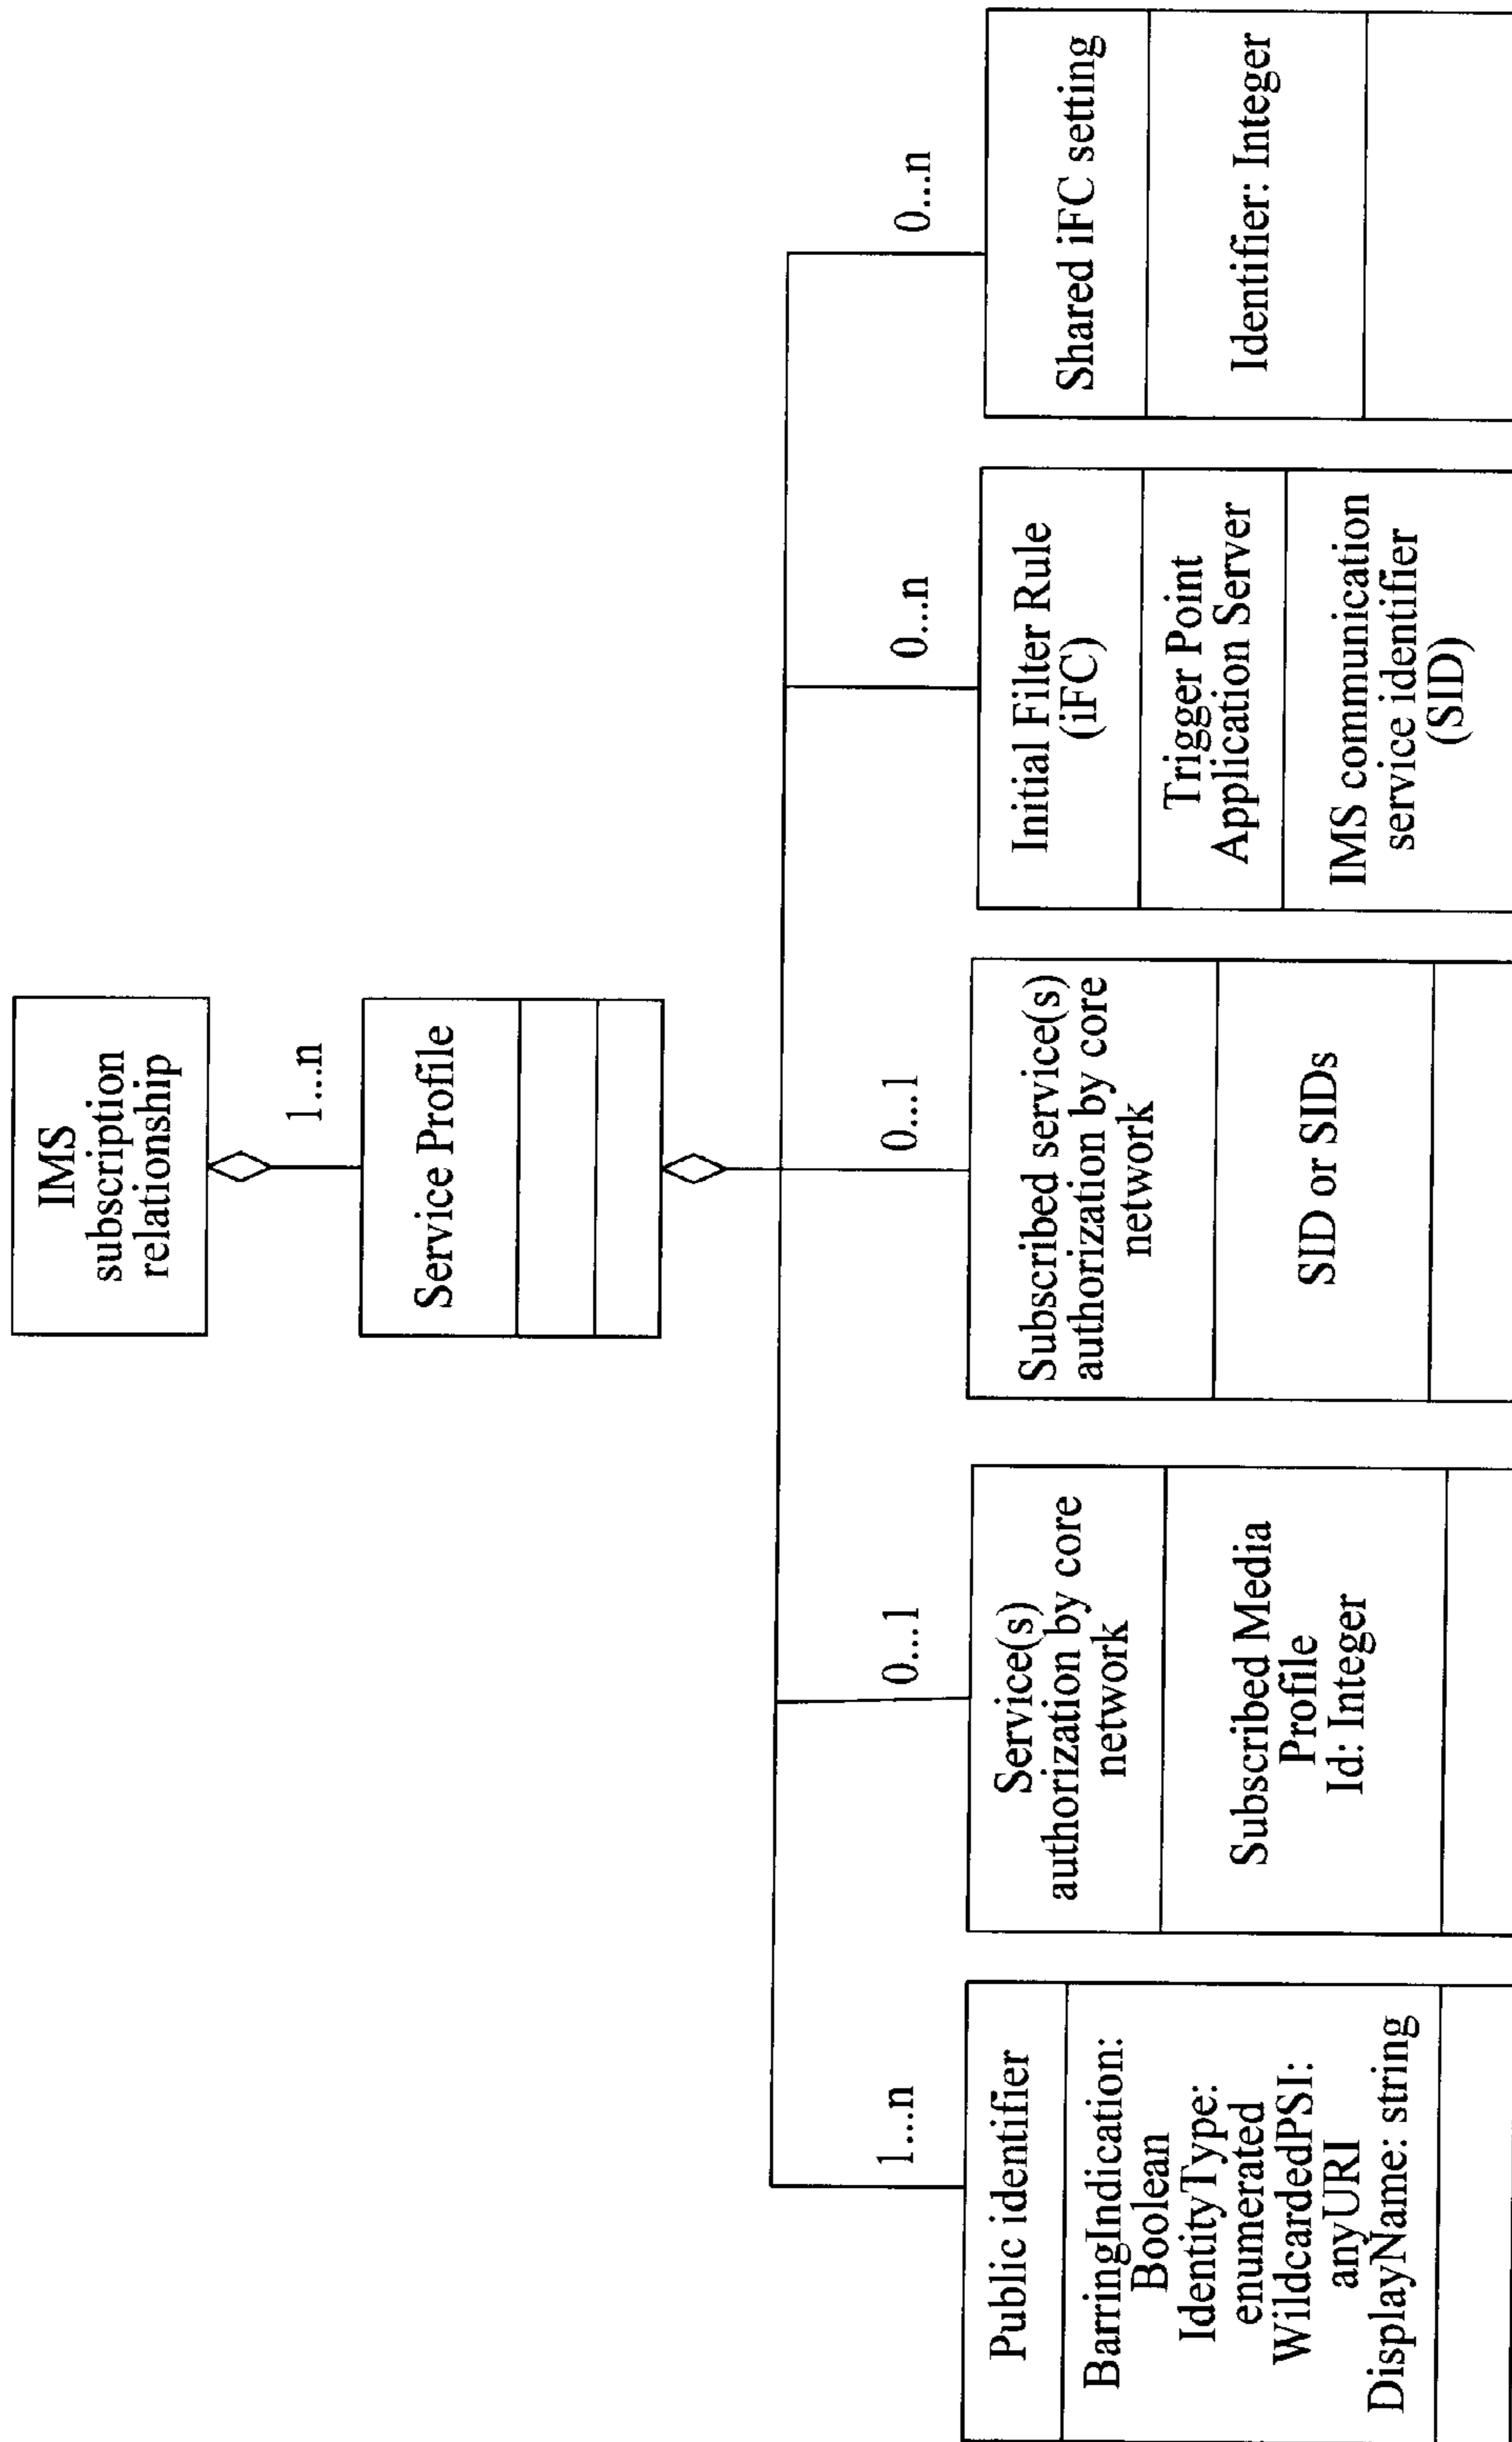 IMS
subscription
relationship
1...n
Service Profile
1...n
0...1
0...1
0...n
0...n
Public identifier
BarringIndication:
Boolean
IdentityType:
enumerated
WildcardedPSI:
anyURI
DisplayName: string
Service(s)
authorization by core
network
Subscribed Media
Profile
Id: Integer
Subscribed service(s)
authorization by core
network
SID or SIDs
Initial Filter Rule
(iFC)
Trigger Point
Application Server
IMS communication
service identifier
(SID)
Shared iFC setting
Identifier: Integer